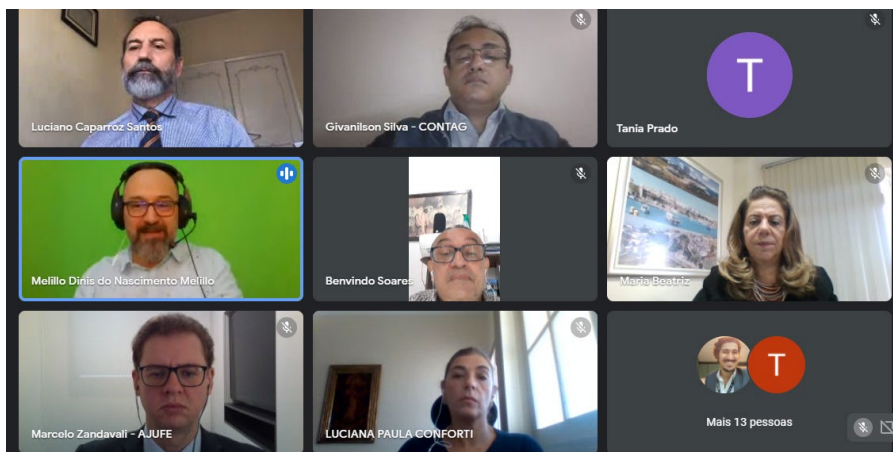 Luciano Caparroz Santos
Givanilson Silva - CONTAG
T
Tania Prado
Melillo Dinis do Nascimento Melillo
Benvindo Soares
Maria Beatriz
Marcelo Zandavali - AJUFE
LUCIANA PAULA CONFORTI
T
Mais 13 pessoas